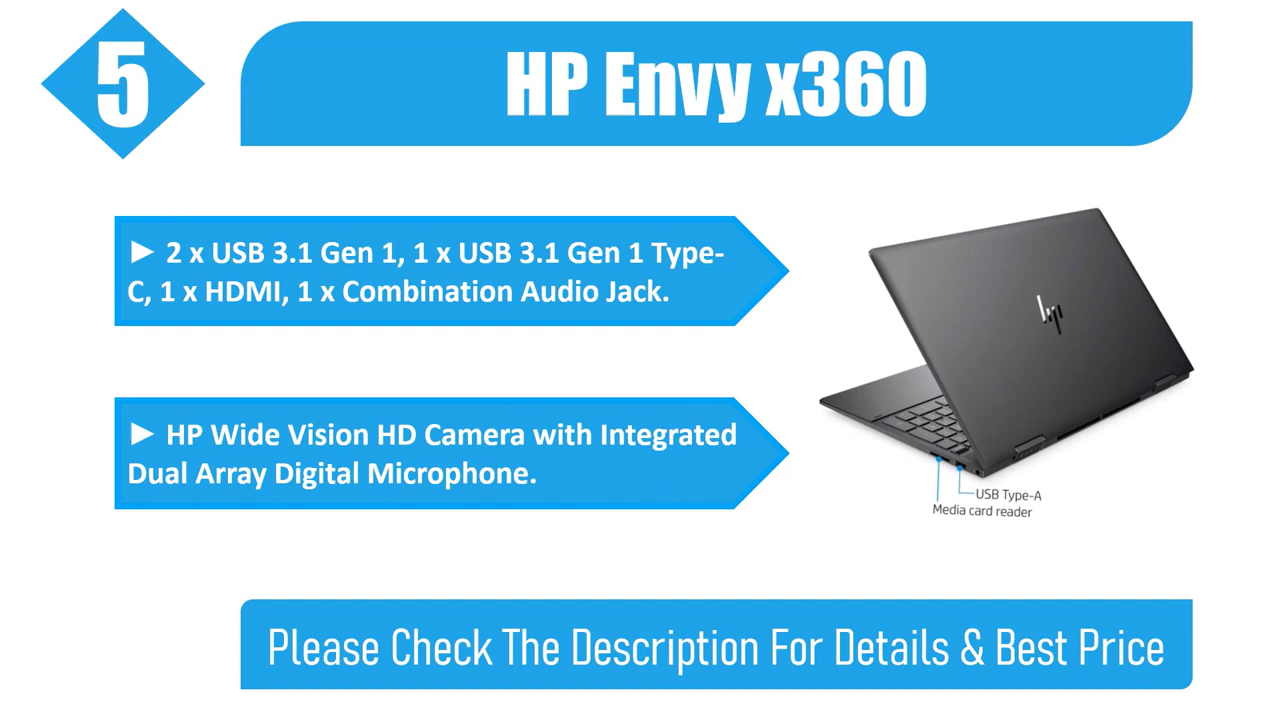 5
HP Envy x360
► 2 x USB 3.1 Gen 1, 1 x USB 3.1 Gen 1 Type-
C, 1 x HDMI, 1 x Combination Audio Jack.
► HP Wide Vision HD Camera with Integrated
Dual Array Digital Microphone.
hp
USB Type-A
Media card reader
Please Check The Description For Details & Best Price